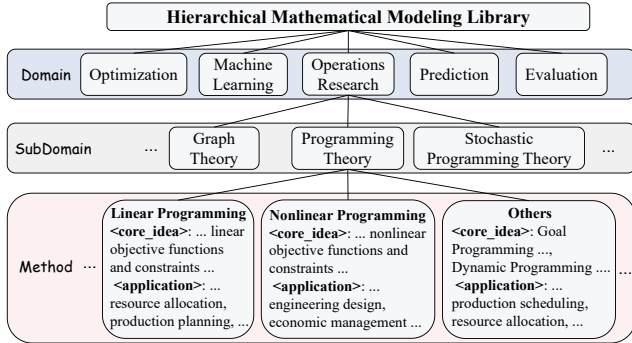 Hierarchical Mathematical Modeling Library
Domain
Optimization
Machine
Learning
Operations
Research
Prediction
Evaluation
SubDomain
...
Graph
Theory
Programming
Theory
Stochastic
Programming Theory
...
Method
...
Linear Programming
<core_idea>: ... linear
objective functions
and constraints ...
<application>: ...
resource allocation,
production planning, ...
Nonlinear Programming
<core_idea>: ... nonlinear
objective functions and
constraints ...
<application>: ...
engineering design,
economic management ...
Others
<core_idea>: Goal
Programming ...,
Dynamic Programming ....
<application>: ...
production scheduling,
resource allocation, ...
...